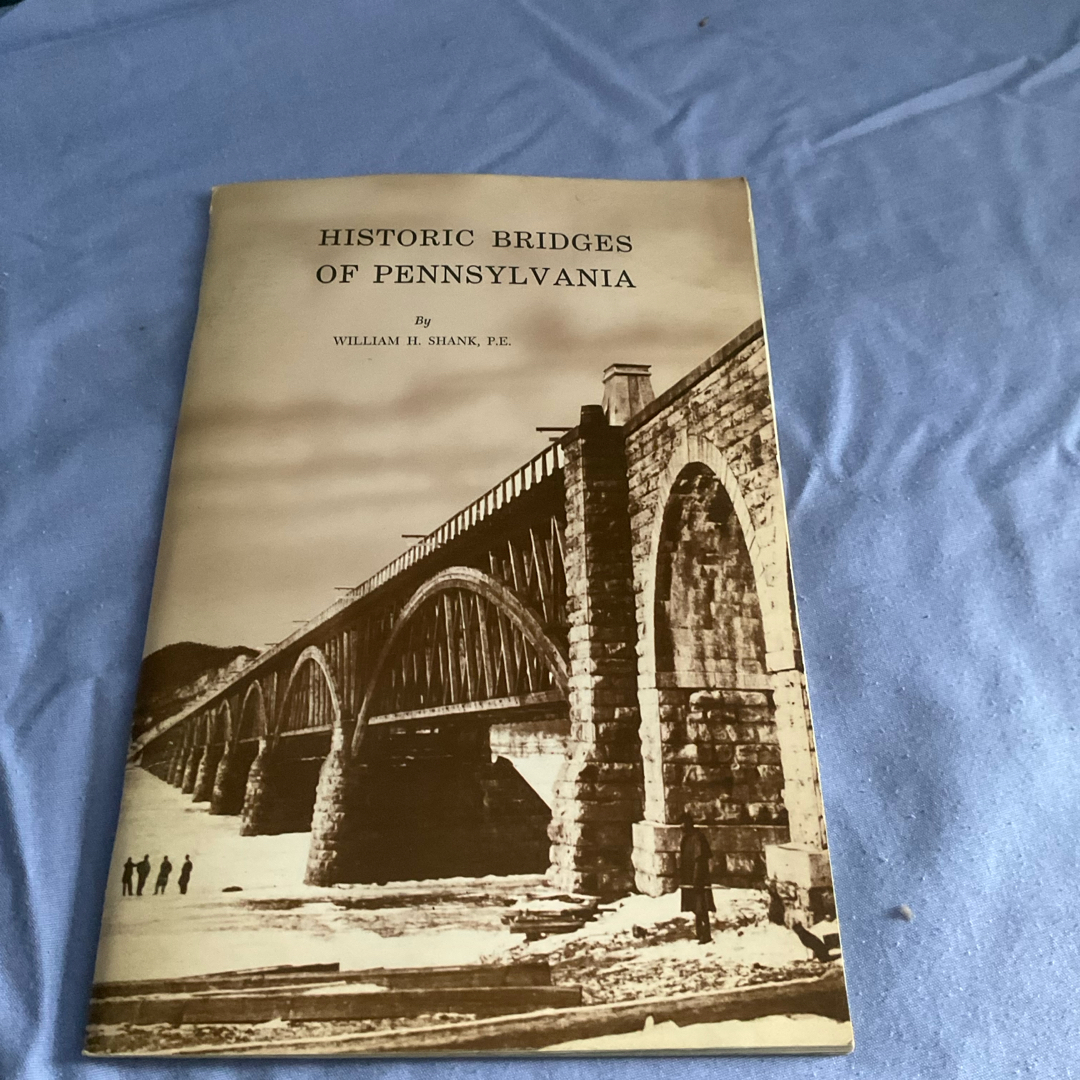 HISTORIC BRIDGES
OF PENNSYLVANIA
By
WILLIAM H. SHANK, P.E.